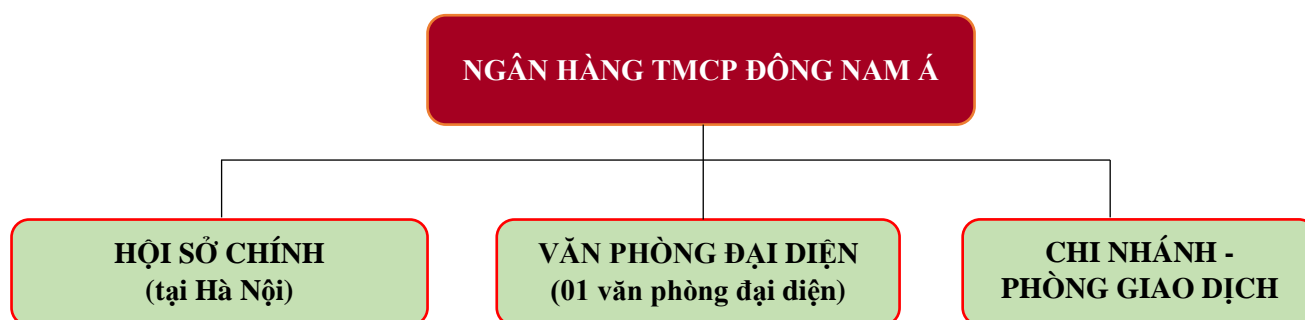 NGÂN HÀNG TMCP ĐÔNG NAM Á
HỘI SỞ CHÍNH
(tại Hà Nội)
VĂN PHÒNG ĐẠI DIỆN
(01 văn phòng đại diện)
CHI NHÁNH -
PHÒNG GIAO DỊCH